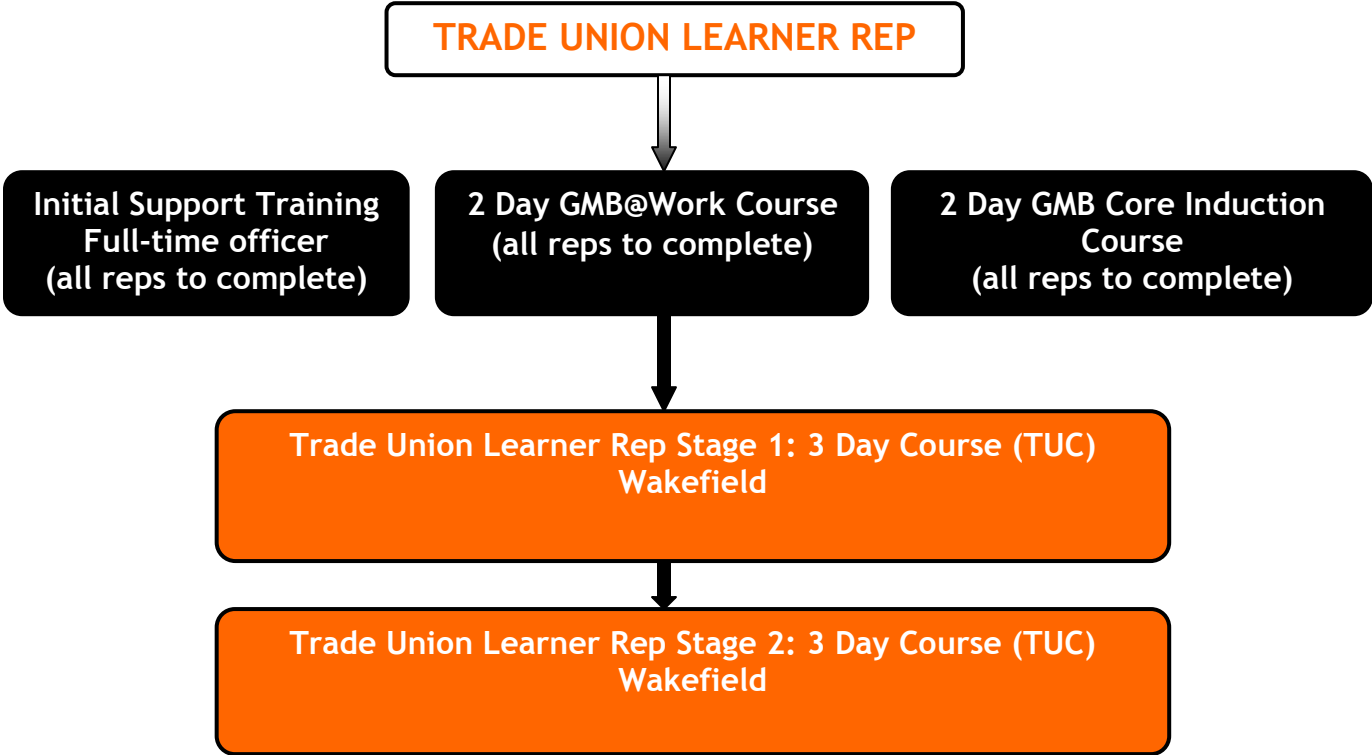 TRADE UNION LEARNER REP
Initial Support Training
Full-time officer
(all reps to complete)
2 Day GMB@Work Course
(all reps to complete)
2 Day GMB Core Induction
Course
(all reps to complete)
Trade Union Learner Rep Stage 1: 3 Day Course (TUC)
Wakefield
Trade Union Learner Rep Stage 2: 3 Day Course (TUC)
Wakefield